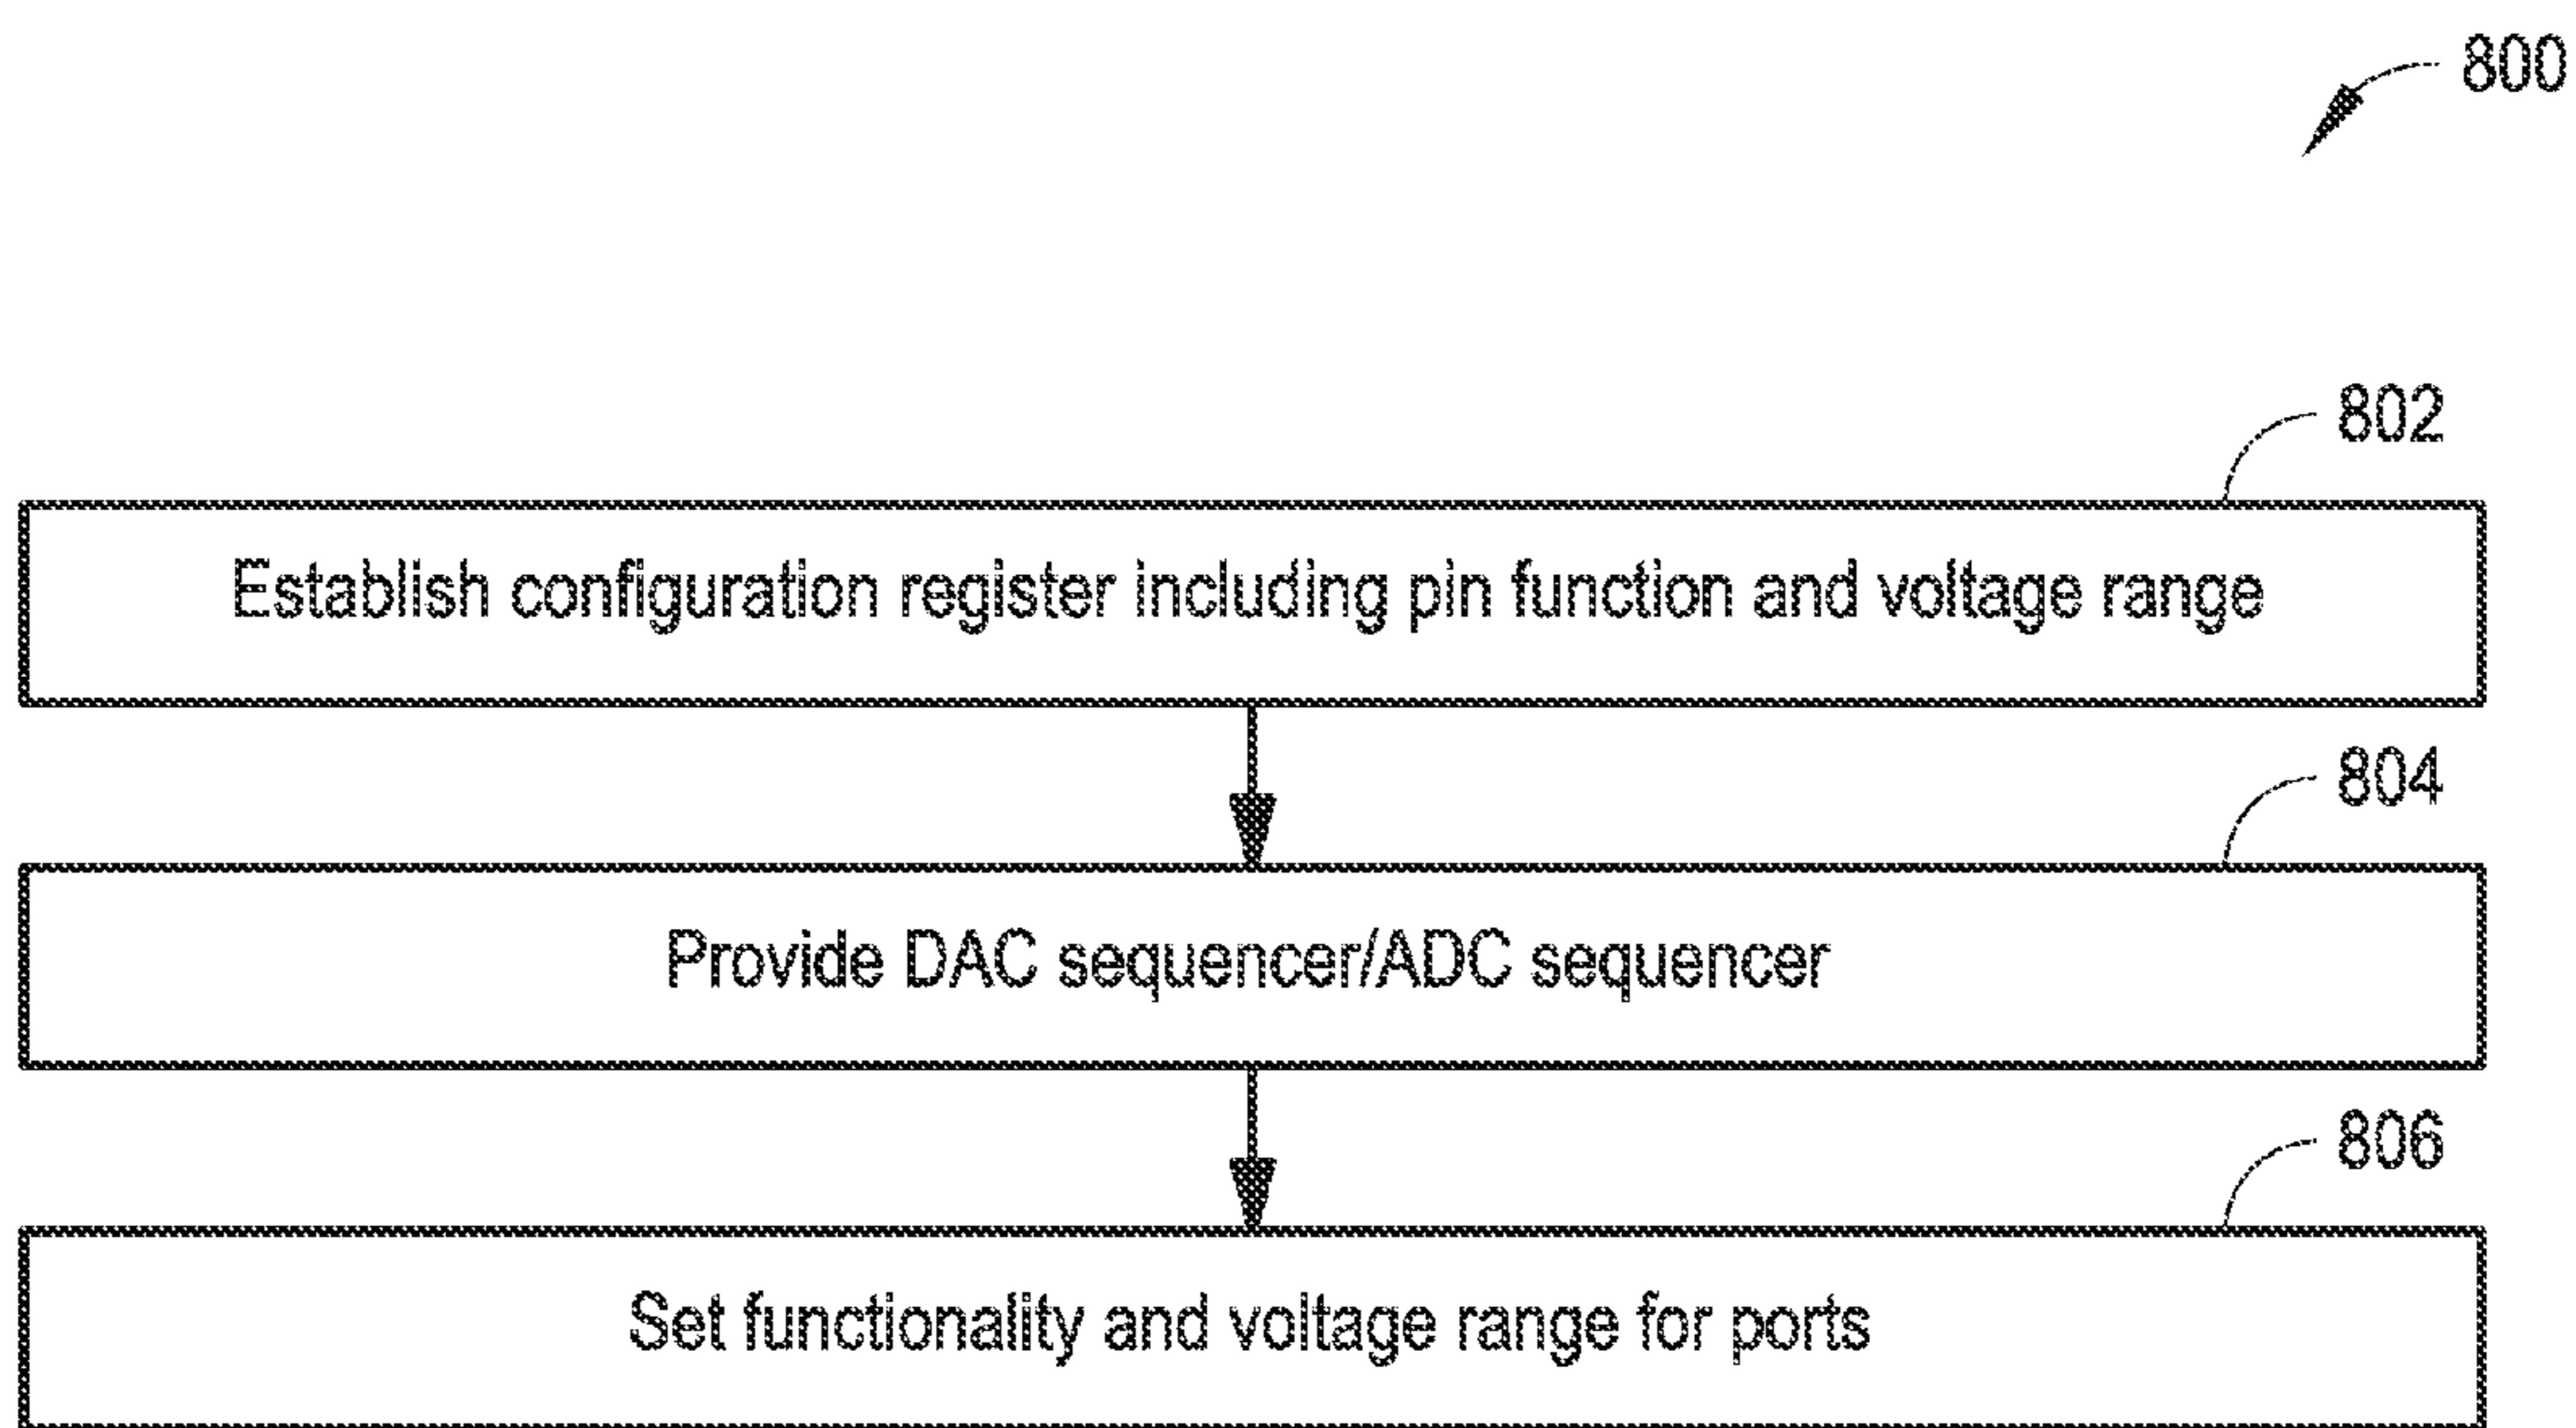 800
802
Establish configuration register including pin function and voltage range
804
Provide DAC sequencer/ADC sequencer
806
Set functionality and voltage range for ports